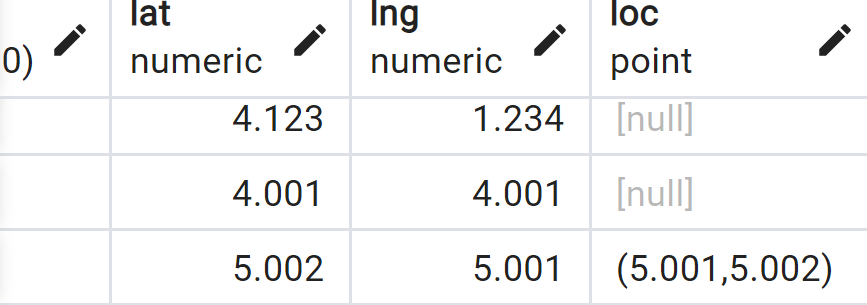 lat lng loc
0) numeric numeric point
4.123 1.234 [null]
4.001 4.001 [null]
5.002 5.001 (5.001,5.002)